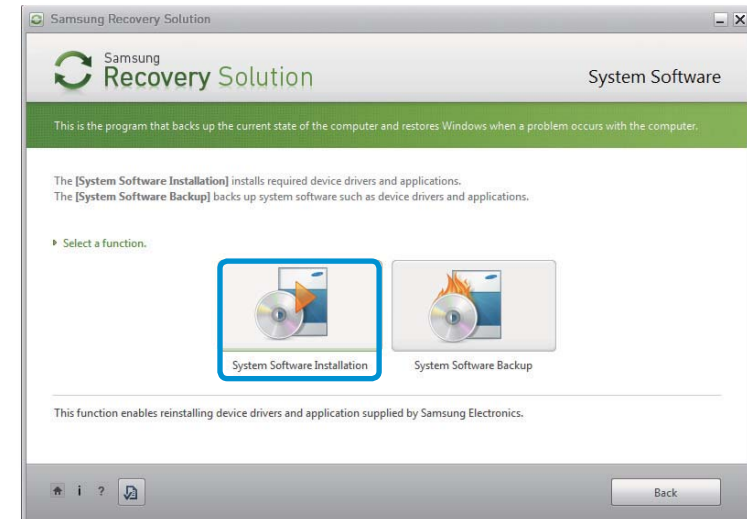 Samsung Recovery Solution
Samsung
Recovery Solution
System Software
This is the program that backs up the current state of the computer and restores Windows when a problem occurs with the computer.
The [System Software Installation] installs required device drivers and applications.
The [System Software Backup] backs up system software such as device drivers and applications.
Select a function.
System Software Installation
System Software Backup
This function enables reinstalling device drivers and application supplied by Samsung Electronics.
i ?
Back